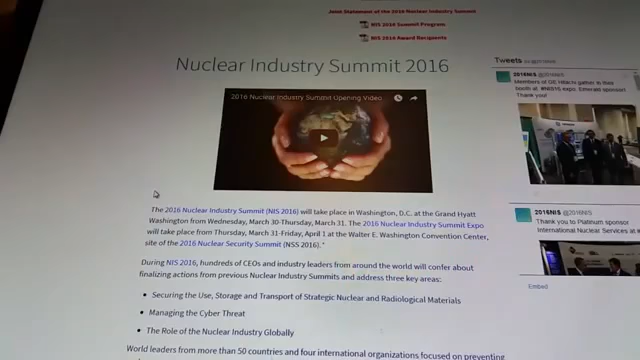 Joint Statement of the 2016 Nuclear Industry Summit
NIS 2016 Summit Program
NIS 2016 Award Recipients
Nuclear Industry Summit 2016
2016 Nuclear Industry Summit Opening Video
The 2016 Nuclear Industry Summit (NIS 2016) will take place in Washington, D.C. at the Grand Hyatt
Washington from Wednesday, March 30-Thursday, March 31. The 2016 Nuclear Industry Summit Expo
will take place from Thursday, March 31-Friday, April 1 at the Walter E. Washington Convention Center,
site of the 2016 Nuclear Security Summit (NSS 2016).*
During NIS 2016, hundreds of CEOs and industry leaders from around the world will confer about
finalizing actions from previous Nuclear Industry Summits and address three key areas:
• Securing the Use, Storage and Transport of Strategic Nuclear and Radiological Materials
• Managing the Cyber Threat
• The Role of the Nuclear Industry Globally
World leaders from more than 50 countries and four international organizations focused on preventing
Tweets
2016NIS @2016NIS
Members of GE Hitachi gather in their
booth at #NIS16 expo. Emerald sponsor.
Thank you!
2016NIS @2016NIS
Thank you to Platinum sponsor
International Nuclear Services at
Embed